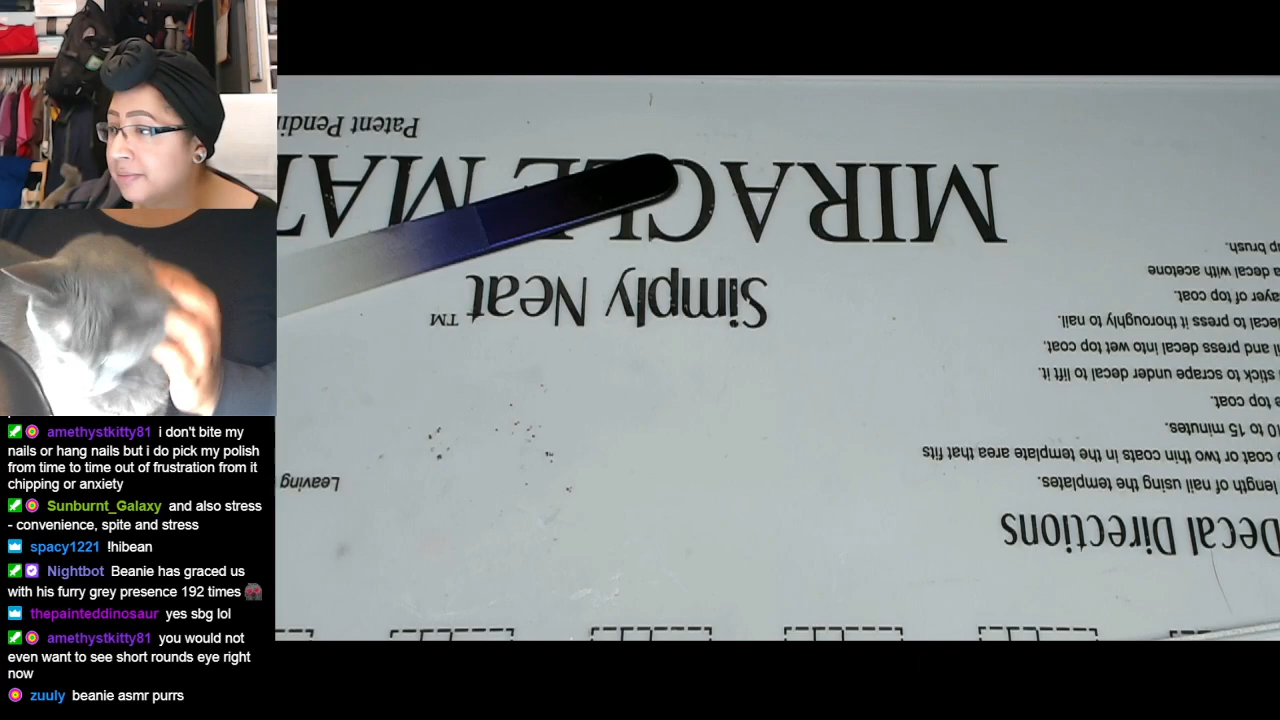 Patent Pendin
MIRACLE MAT
Simply Neat™
Leaving
Decal Directions
length of nail using the templates.
coat or two thin coats in the template area that fits
10 to 15 minutes.
top coat.
stick to scrape under decal to lift it.
and press decal into wet top coat.
decal to press it thoroughly to nail.
layer of top coat.
decal with acetone
up brush.
amethystkitty81 i don't bite my
nails or hang nails but i do pick my polish
from time to time out of frustration from it
chipping or anxiety
Sunburnt_Galaxy and also stress
- convenience, spite and stress
spacy1221 !hibean
Nightbot Beanie has graced us
with his furry grey presence 192 times
thepainteddinosaur yes sbg lol
amethystkitty81 you would not
even want to see short rounds eye right
now
zuuly beanie asmr purrs